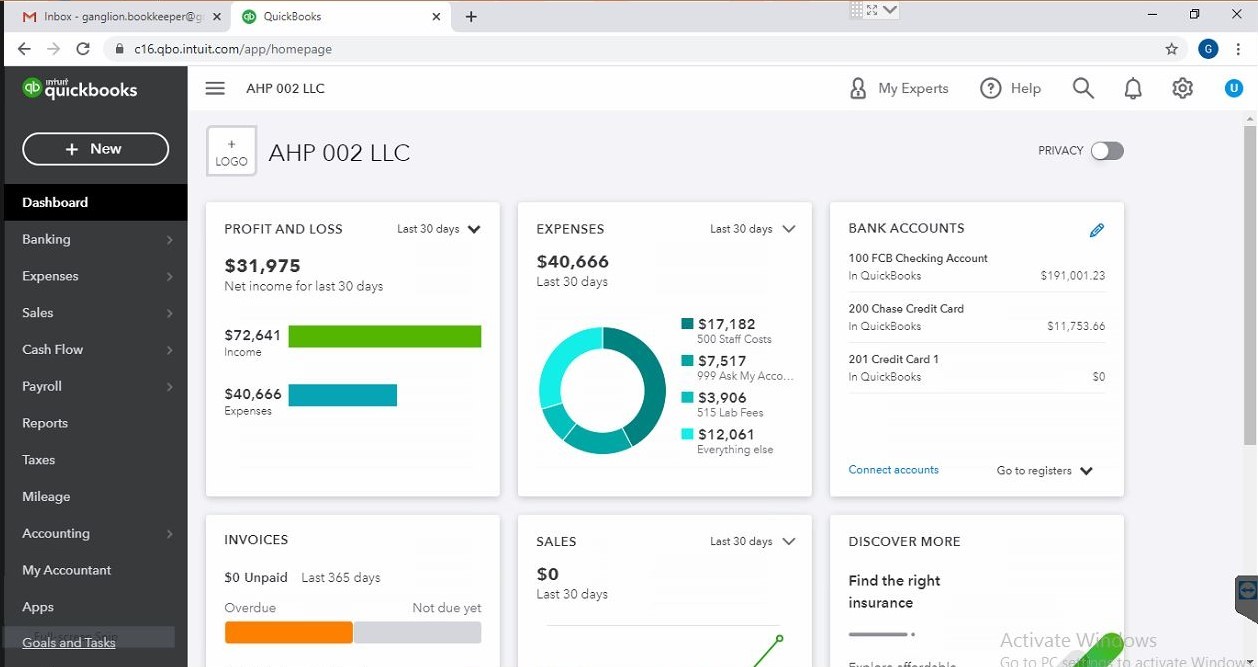 Inbox - ganglion.bookkeeper@g
QuickBooks
c16.qbo.intuit.com/app/homepage
G
qb intuit quickbooks
AHP 002 LLC
My Experts
Help
U
+ New
Dashboard
Banking
Expenses
Sales
Cash Flow
Payroll
Reports
Taxes
Mileage
Accounting
My Accountant
Apps
Goals and Tasks
+
LOGO
AHP 002 LLC
PRIVACY
PROFIT AND LOSS
Last 30 days
$31,975
Net income for last 30 days
$72,641
Income
$40,666
Expenses
EXPENSES
Last 30 days
$40,666
Last 30 days
$17,182
500 Staff Costs
$7,517
999 Ask My Acco...
$3,906
515 Lab Fees
$12,061
Everything else
BANK ACCOUNTS
100 FCB Checking Account
In QuickBooks $191,001.23
200 Chase Credit Card
In QuickBooks $11,753.66
201 Credit Card 1
In QuickBooks $0
Connect accounts
Go to registers
INVOICES
$0 Unpaid Last 365 days
Overdue Not due yet
SALES
Last 30 days
$0
Last 30 days
DISCOVER MORE
Find the right
insurance
Explore affordable
Activate Windows
Go to PC settings to activate Windows